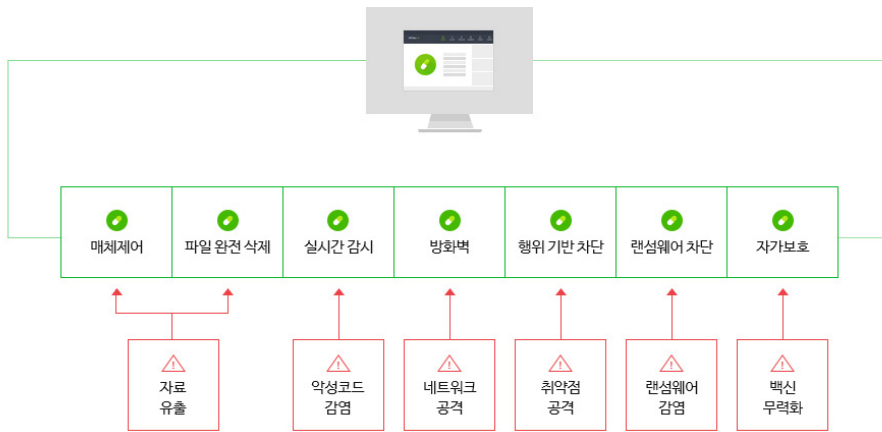 매체제어
파일 완전 삭제
실시간 감시
방화벽
행위 기반 차단
랜섬웨어 차단
자가보호
자료
유출
악성코드
감염
네트워크
공격
취약점
공격
랜섬웨어
감염
백신
무력화